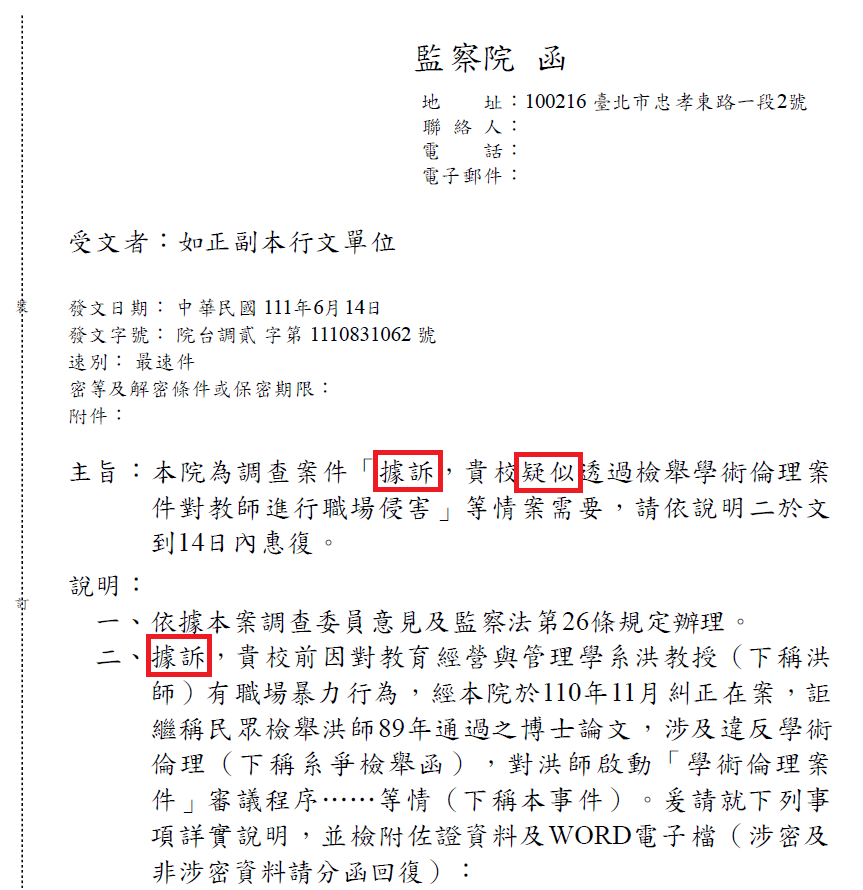 監察院 函
地 址：100216 臺北市忠孝東路一段2號
聯 絡 人：
電 話：
電子郵件：
受文者：如正副本行文單位
裝
發文日期： 中華民國 111年6月14日
發文字號： 院台調貳 字第 1110831062 號
速別： 最速件
密等及解密條件或保密期限：
附件：
主旨：本院為調查案件「據訴，貴校疑似透過檢舉學術倫理案
件對教師進行職場侵害」等情案需要，請依說明二於文
到14日內惠復。
說明：
訂
一、依據本案調查委員意見及監察法第26條規定辦理。
二、據訴，貴校前因對教育經營與管理學系洪教授（下稱洪
師）有職場暴力行為，經本院於110年11月糾正在案，詎
繼稱民眾檢舉洪師89年通過之博士論文，涉及違反學術
倫理（下稱系爭檢舉函），對洪師啟動「學術倫理案
件」審議程序……等情（下稱本事件）。爰請就下列事
項詳實說明，並檢附佐證資料及WORD電子檔（涉密及
非涉密資料請分函回復）：